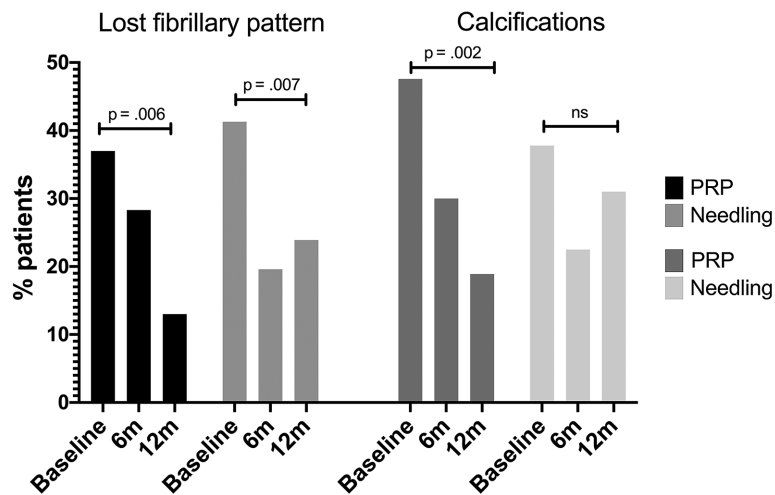 Lost fibrillary pattern
Calcifications
% patients
50
40
30
20
10
0
p = .006
p = .007
p = .002
ns
Baseline
6m
12m
Baseline
6m
12m
Baseline
6m
12m
Baseline
6m
12m
PRP
Needling
PRP
Needling